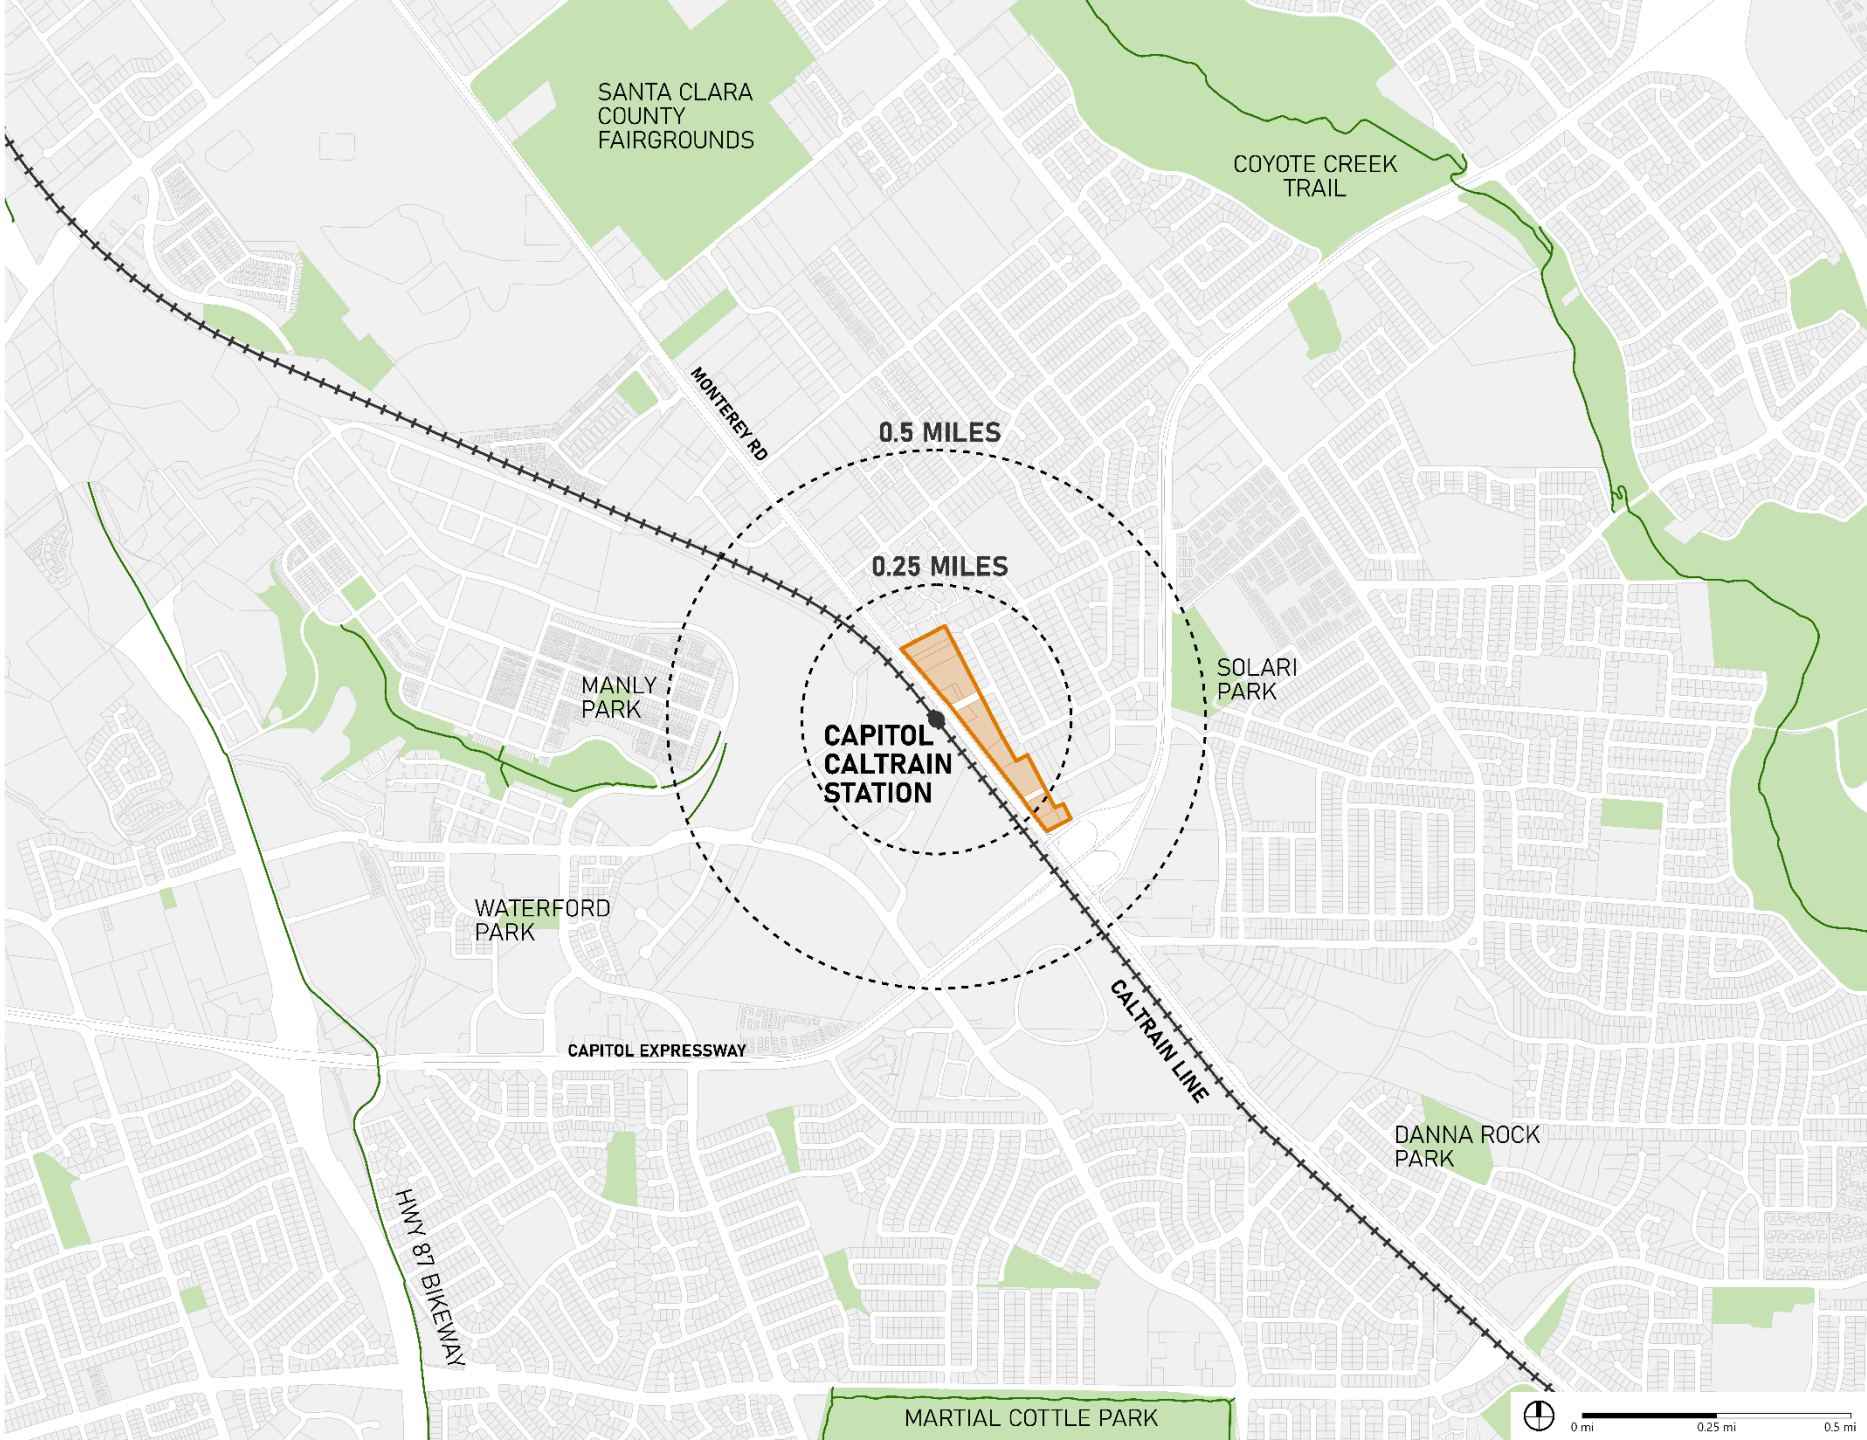 SANTA CLARA
COUNTY
FAIRGROUNDS
COYOTE CREEK
TRAIL
MONTEREY RD
0.5 MILES
0.25 MILES
SOLARI
PARK
MANLY
PARK
CAPITOL
CALTRAIN
STATION
WATERFORD
PARK
CALTRAIN LINE
CAPITOL EXPRESSWAY
DANNA ROCK
PARK
HWY 87 BIKEWAY
MARTIAL COTTLE PARK
0 mi
0.25 mi
0.5 mi